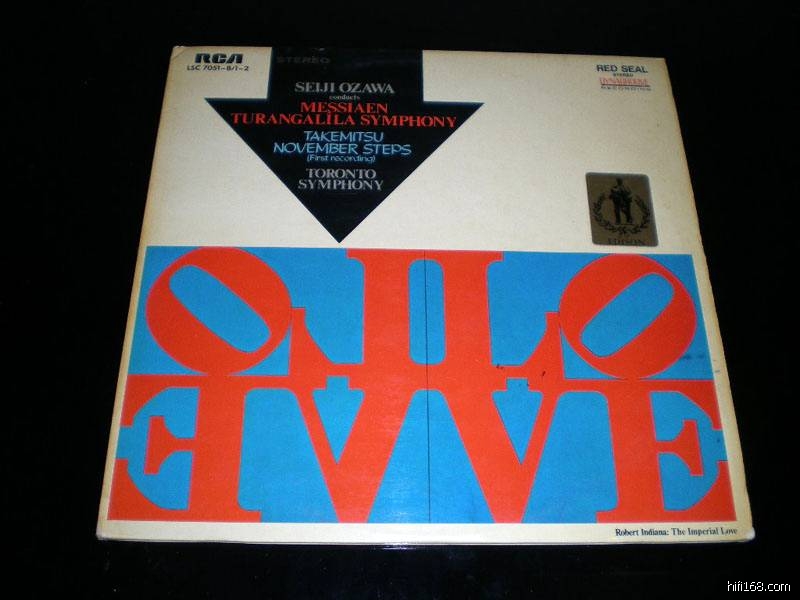 RCA
STEREO
LSC 7051-B/1-2
RED SEAL
STEREO
DYNAGROOVE
RECORDING
SEIJI OZAWA
conducts
MESSIAEN
TURANGALÎLA SYMPHONY
TAKEMITSU
NOVEMBER STEPS
(First recording)
TORONTO
SYMPHONY
EDISON
LOVE
LOVE
Robert Indiana: The Imperial Love
hifi168.com